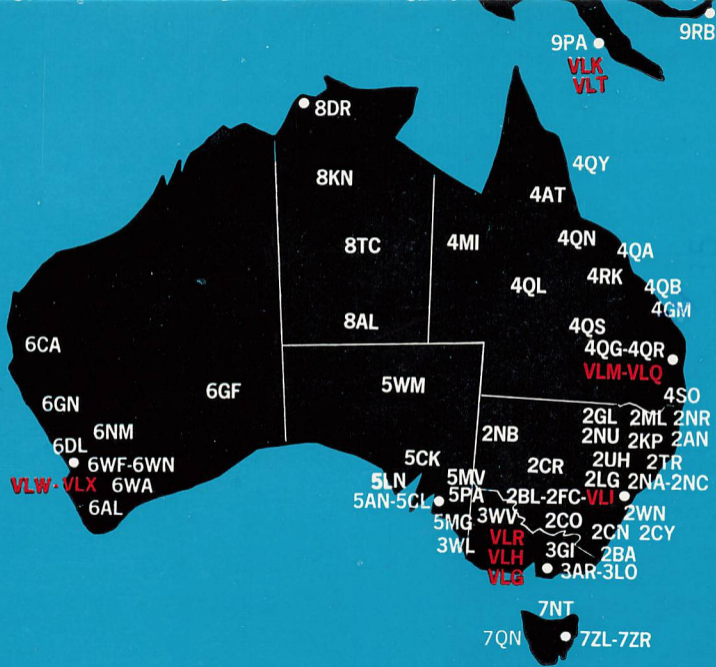 9RB
9PA
VLK
VLT
8DR
4QY
8KN
4AT
8TC
4MI
4QN
4QA
4QL
4RK
4QB
4GM
8AL
4QS
6CA
4QG-4QR
VLM-VLQ
6GF
5WM
4SO
6GN
2GL
2ML
2NR
6NM
2NB
2NU
2KP
2AN
6DL
5CK
2CR
2UH
2TR
6WF-6WN
VLW-VLX
6WA
5LN
5MV
2LG
2NA-2NC
5AN-5CL
5PA
2BL-2FC-VLI
6AL
5MG
3WV
2CO
2WN
2CN
2CY
3WL
VLR
VLH
VLG
3GI
2BA
3AR-3LO
7NT
7QN
7ZL-7ZR